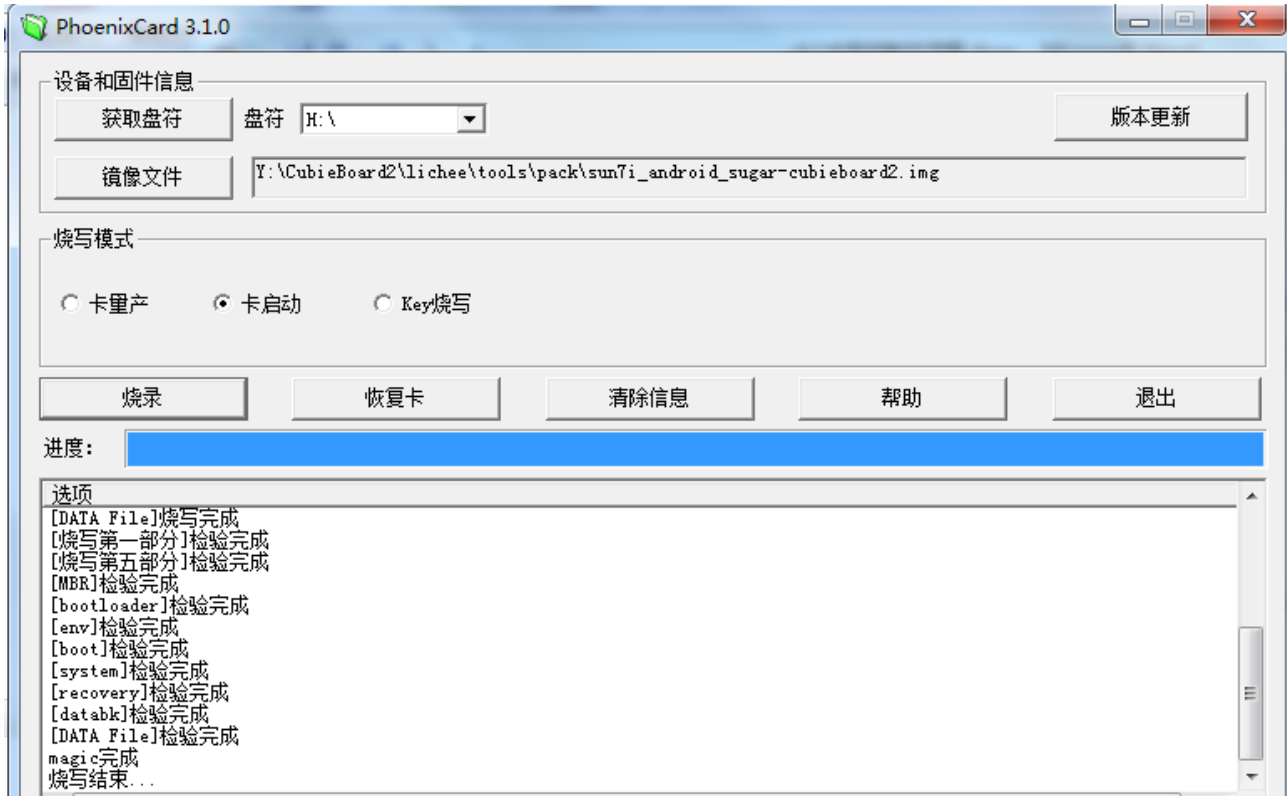 PhoenixCard 3.1.0
设备和固件信息
获取盘符 盘符 H:\ 版本更新
镜像文件 Y:\CubieBoard2\lichee\tools\pack\sun7i_android_sugar-cubieboard2.img
烧写模式
卡量产 卡启动 Key烧写
烧录 恢复卡 清除信息 帮助 退出
进度：
选项
[DATA File]烧写完成
[烧写第一部分]检验完成
[烧写第五部分]检验完成
[MBR]检验完成
[bootloader]检验完成
[env]检验完成
[boot]检验完成
[system]检验完成
[recovery]检验完成
[databk]检验完成
[DATA File]检验完成
magic完成
烧写结束...